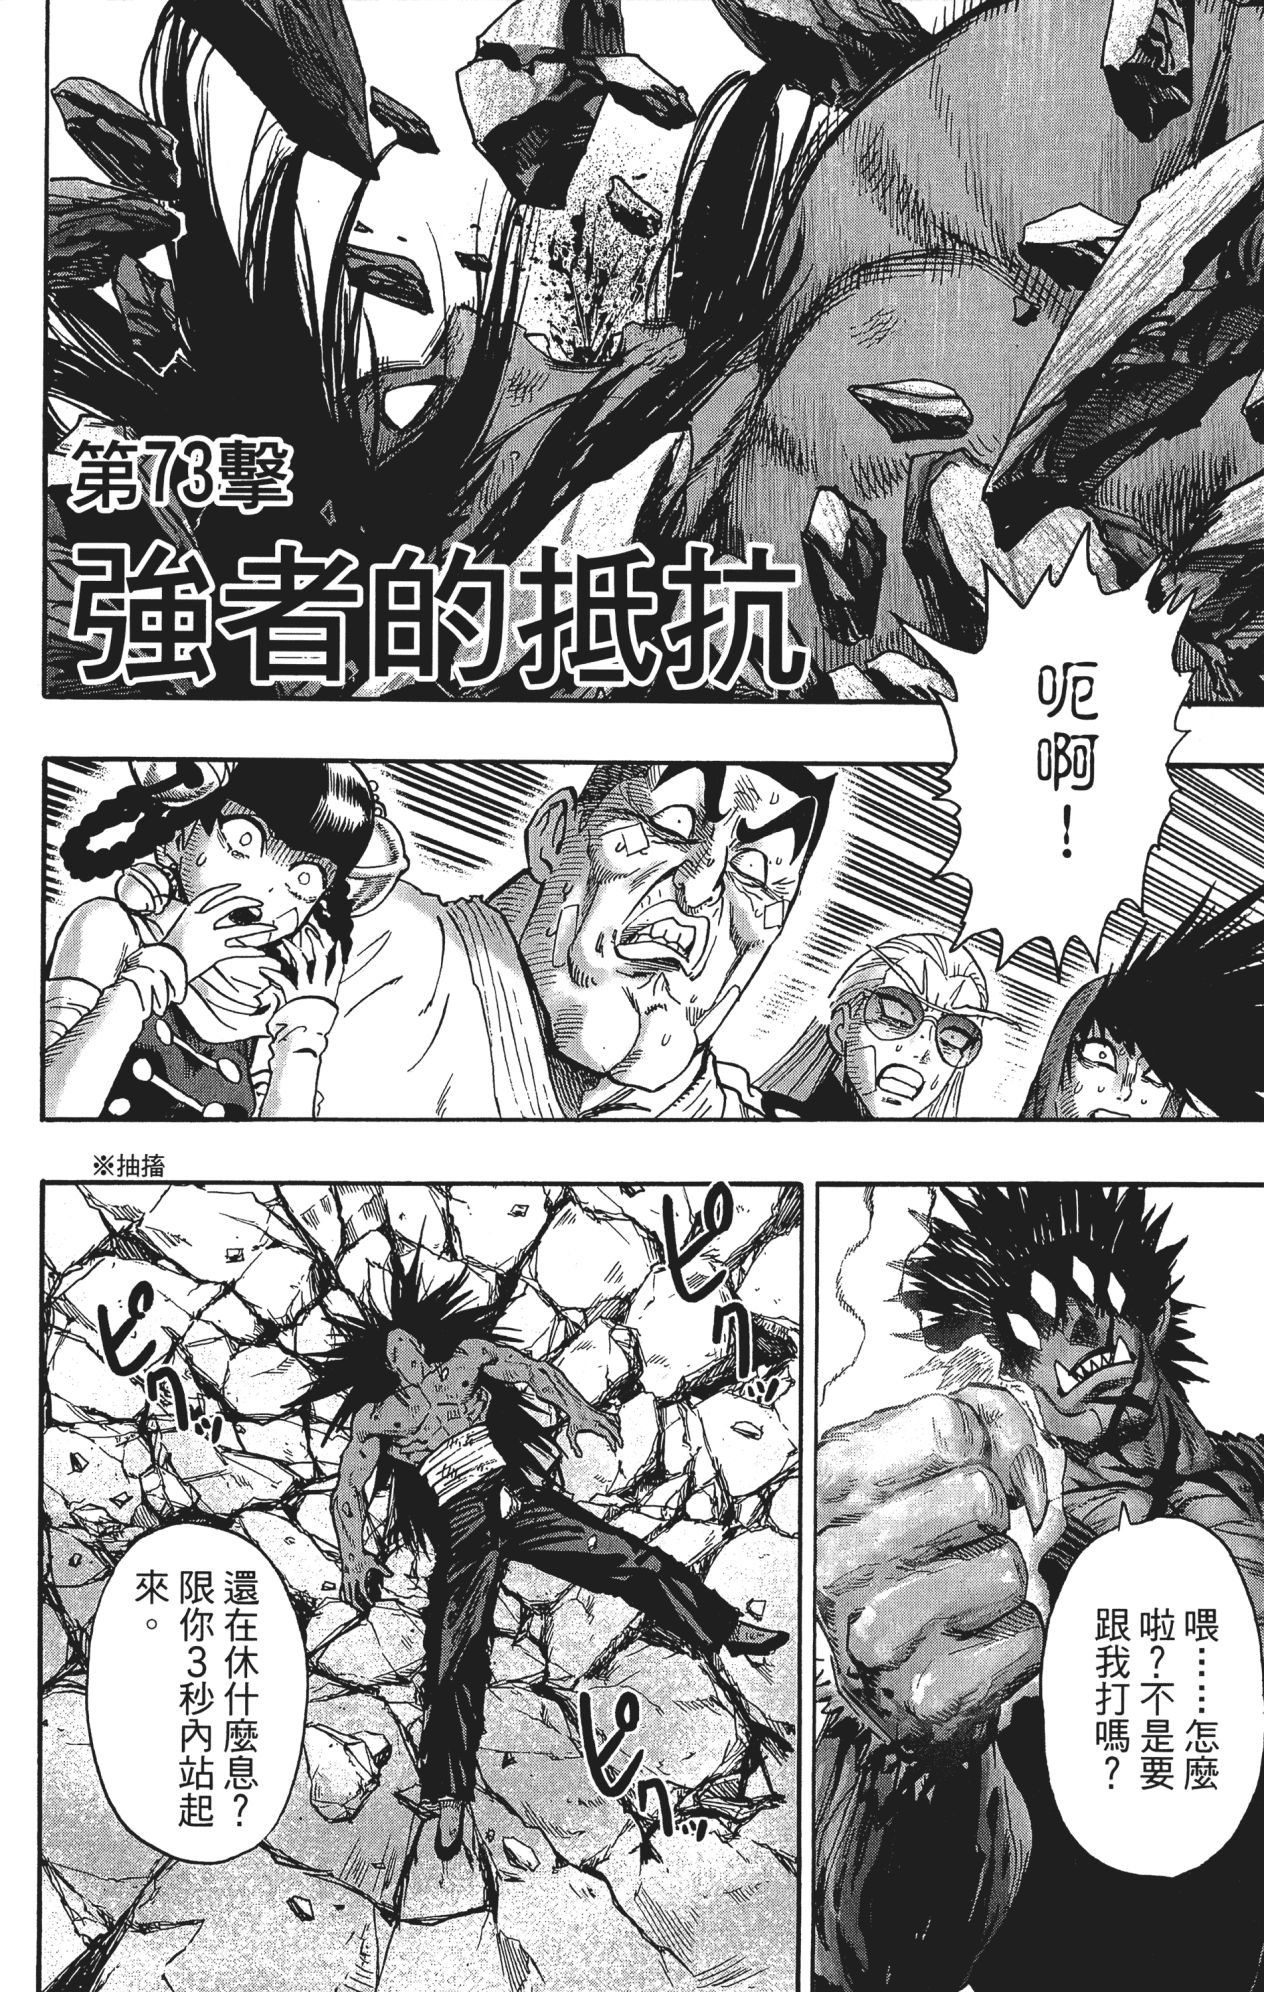 第73擊
強者的抵抗
呃啊！
喂……怎麼
啦？不是要
跟我打嗎？
※抽搐
ピクッ
ピクッ
ピクッ
還在休什麼息？
限你3秒內站起
來。